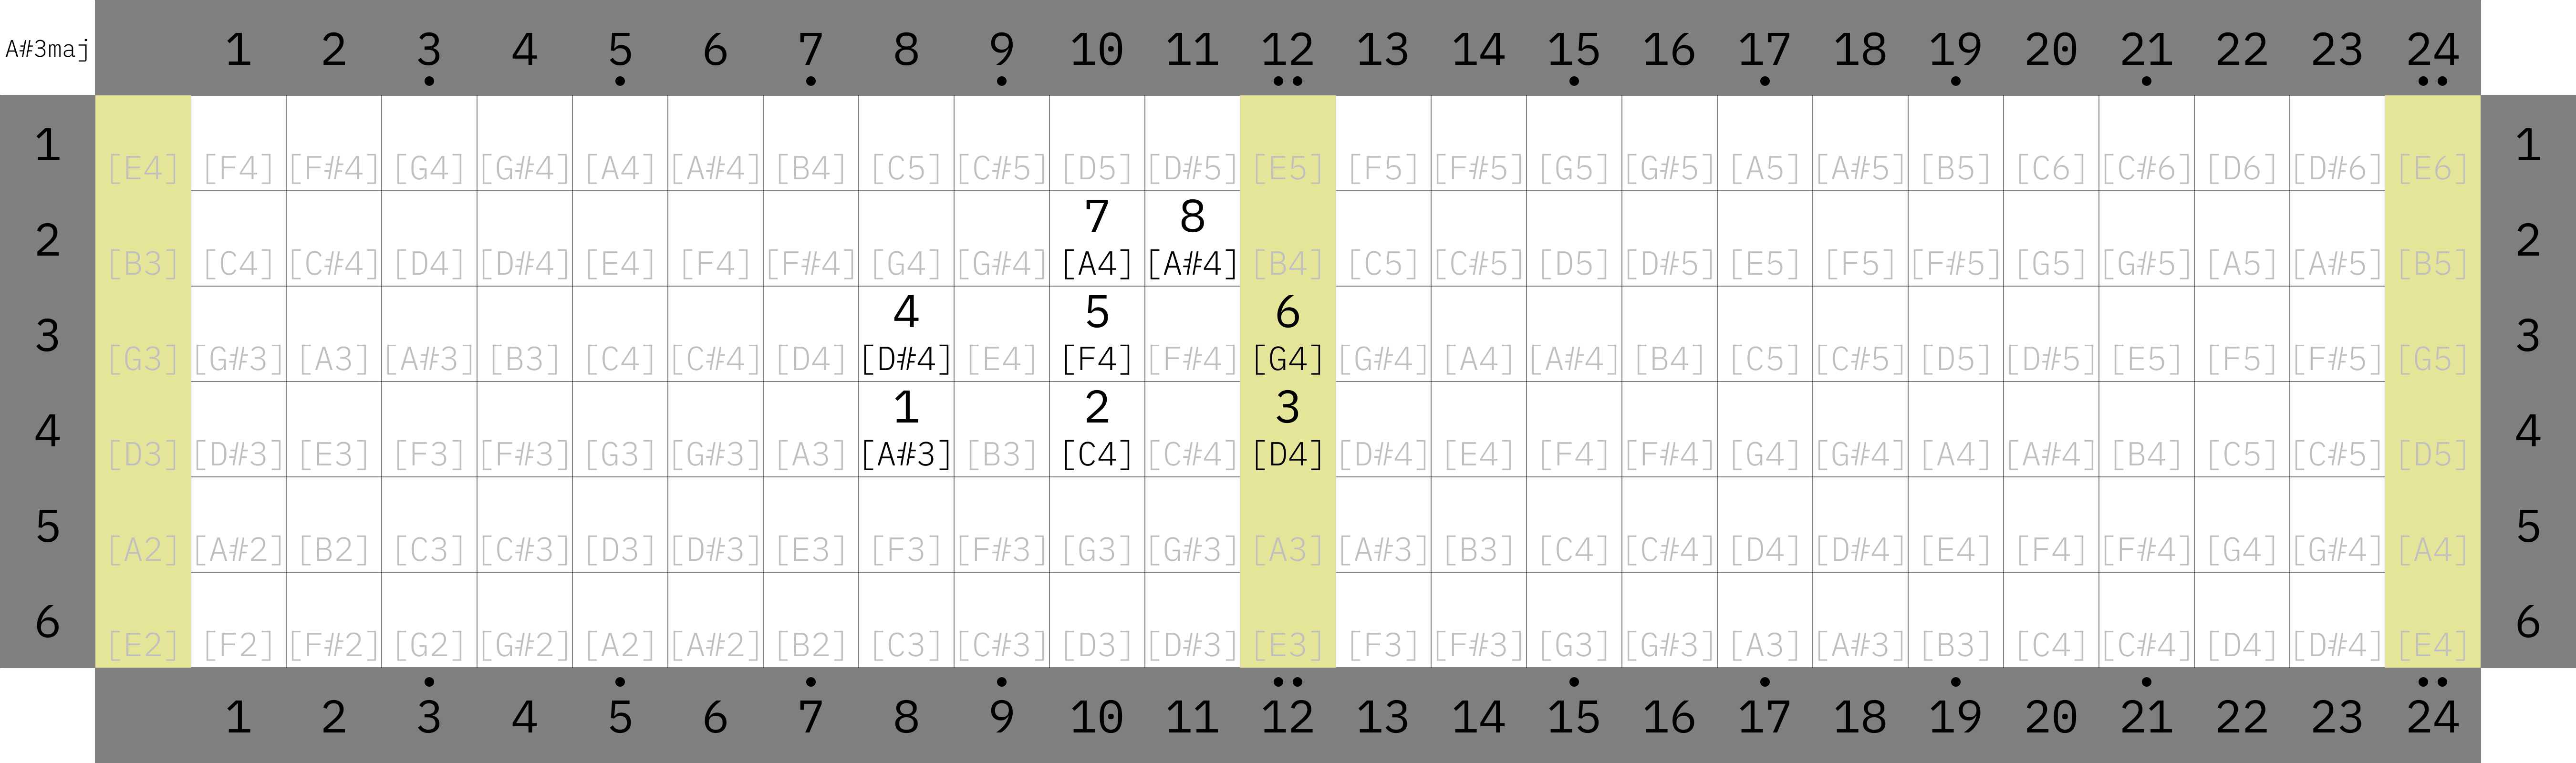 A#3maj 1 2 3 4 5 6 7 8 9 10 11 12 13 14 15 16 17 18 19 20 21 22 23 24
1 [E4] [F4] [F#4] [G4] [G#4] [A4] [A#4] [B4] [C5] [C#5] [D5] [D#5] [E5] [F5] [F#5] [G5] [G#5] [A5] [A#5] [B5] [C6] [C#6] [D6] [D#6] [E6] 1
7 8
2 [B3] [C4] [C#4] [D4] [D#4] [E4] [F4] [F#4] [G4] [G#4] [A4] [A#4] [B4] [C5] [C#5] [D5] [D#5] [E5] [F5] [F#5] [G5] [G#5] [A5] [A#5] [B5] 2
4 5 6
3 [G3] [G#3] [A3] [A#3] [B3] [C4] [C#4] [D4] [D#4] [E4] [F4] [F#4] [G4] [G#4] [A4] [A#4] [B4] [C5] [C#5] [D5] [D#5] [E5] [F5] [F#5] [G5] 3
1 2 3
4 [D3] [D#3] [E3] [F3] [F#3] [G3] [G#3] [A3] [A#3] [B3] [C4] [C#4] [D4] [D#4] [E4] [F4] [F#4] [G4] [G#4] [A4] [A#4] [B4] [C5] [C#5] [D5] 4
5 [A2] [A#2] [B2] [C3] [C#3] [D3] [D#3] [E3] [F3] [F#3] [G3] [G#3] [A3] [A#3] [B3] [C4] [C#4] [D4] [D#4] [E4] [F4] [F#4] [G4] [G#4] [A4] 5
6 [E2] [F2] [F#2] [G2] [G#2] [A2] [A#2] [B2] [C3] [C#3] [D3] [D#3] [E3] [F3] [F#3] [G3] [G#3] [A3] [A#3] [B3] [C4] [C#4] [D4] [D#4] [E4] 6
1 2 3 4 5 6 7 8 9 10 11 12 13 14 15 16 17 18 19 20 21 22 23 24